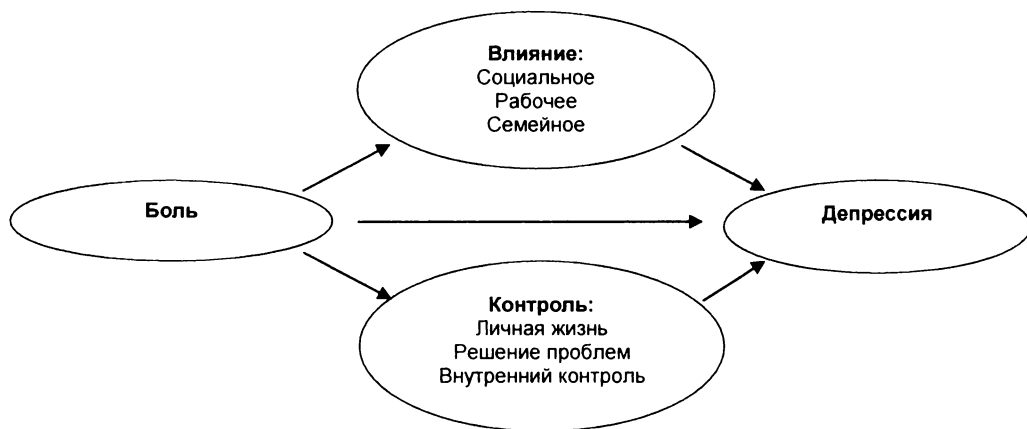 Влияние:
Социальное
Рабочее
Семейное
Боль
Депрессия
Контроль:
Личная жизнь
Решение проблем
Внутренний контроль